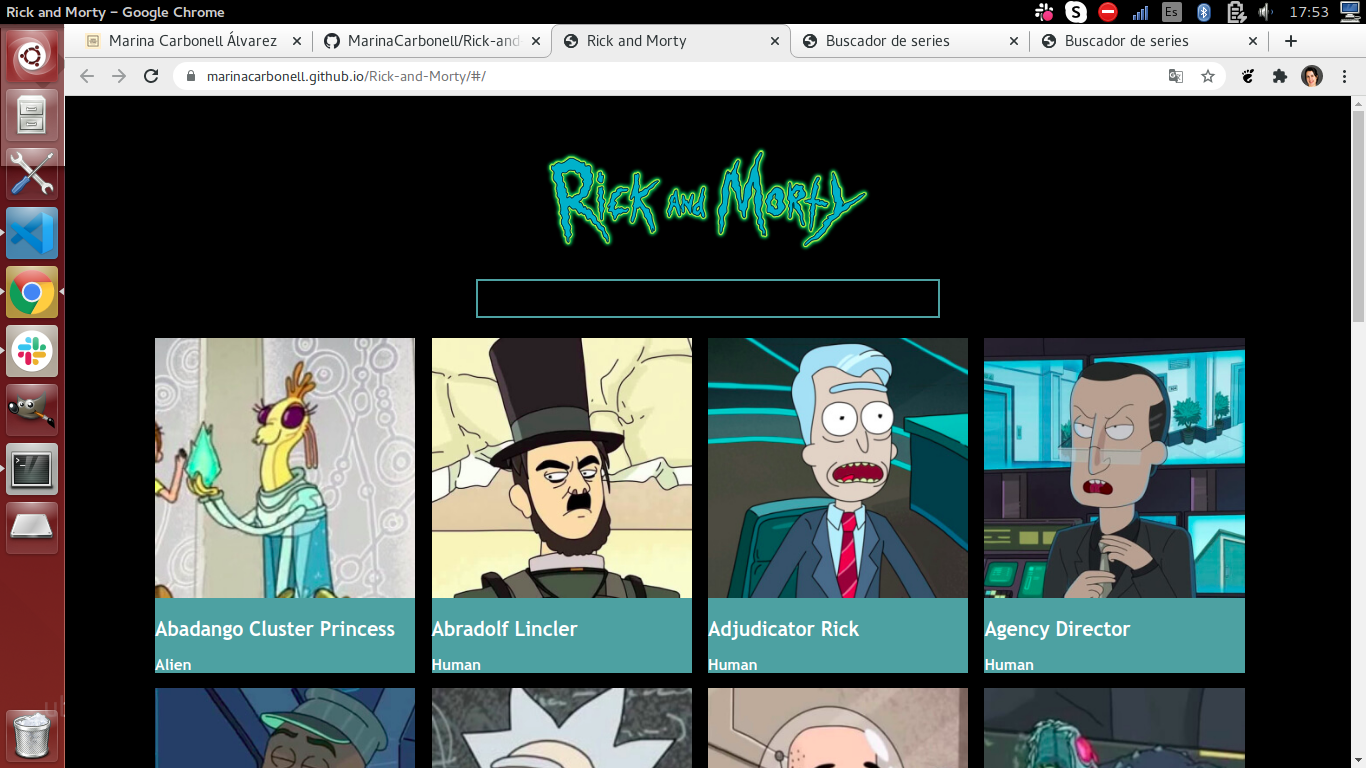 Rick and Morty – Google Chrome
Es
17:53
Marina Carbonell Álvarez
MarinaCarbonell/Rick-and
Rick and Morty
Buscador de series
Buscador de series
marinacarbonell.github.io/Rick-and-Morty/#/
Rick and Morty
Abadango Cluster Princess
Abradolf Lincler
Adjudicator Rick
Agency Director
Alien
Human
Human
Human